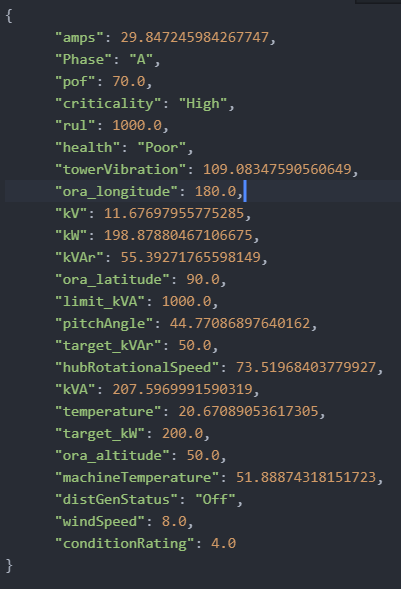 {
"amps": 29.847245984267747,
"Phase": "A",
"pof": 70.0,
"criticality": "High",
"rul": 1000.0,
"health": "Poor",
"towerVibration": 109.08347590560649,
"ora_longitude": 180.0,
"kV": 11.67697955775285,
"kW": 198.87880467106675,
"kVAr": 55.39271765598149,
"ora_latitude": 90.0,
"limit_kVA": 1000.0,
"pitchAngle": 44.77086897640162,
"target_kVAr": 50.0,
"hubRotationalSpeed": 73.51968403779927,
"kVA": 207.5969991590319,
"temperature": 20.67089053617305,
"target_kW": 200.0,
"ora_altitude": 50.0,
"machineTemperature": 51.88874318151723,
"distGenStatus": "Off",
"windSpeed": 8.0,
"conditionRating": 4.0
}